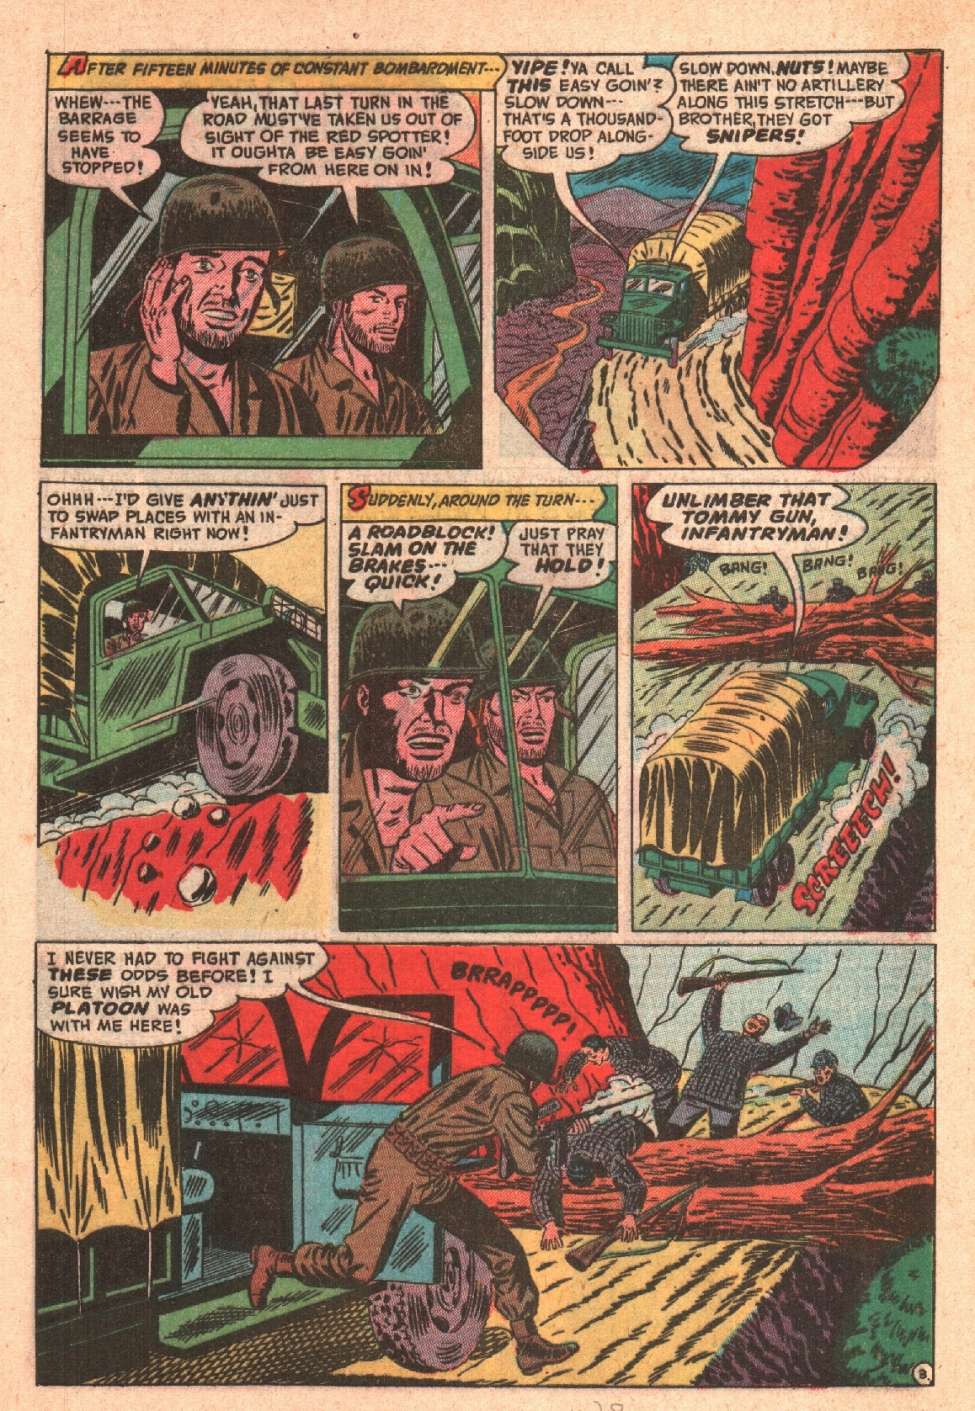 AFTER FIFTEEN MINUTES OF CONSTANT BOMBARDMENT---
WHEW---THE
BARRAGE
SEEMS TO
HAVE
STOPPED!
YEAH, THAT LAST TURN IN THE
ROAD MUST'VE TAKEN US OUT OF
SIGHT OF THE RED SPOTTER!
IT OUGHTA BE EASY GOIN'
FROM HERE ON IN!
YIPE! YA CALL
THIS EASY GOIN'?
SLOW DOWN---
THAT'S A THOUSAND-
FOOT DROP ALONG-
SIDE US!
SLOW DOWN, NUTS! MAYBE
THERE AIN'T NO ARTILLERY
ALONG THIS STRETCH---BUT
BROTHER, THEY GOT
SNIPERS!
OHHH---I'D GIVE ANYTHIN' JUST
TO SWAP PLACES WITH AN IN-
FANTRYMAN RIGHT NOW!
SUDDENLY, AROUND THE TURN---
A ROADBLOCK!
SLAM ON THE
BRAKES---
QUICK!
JUST PRAY
THAT THEY
HOLD!
UNLIMBER THAT
TOMMY GUN,
INFANTRYMAN!
BANG!
BANG!
BANG!
SCREEECH!
I NEVER HAD TO FIGHT AGAINST
THESE ODDS BEFORE! I
SURE WISH MY OLD
PLATOON WAS
WITH ME HERE!
BRRAPPPPP!
3.